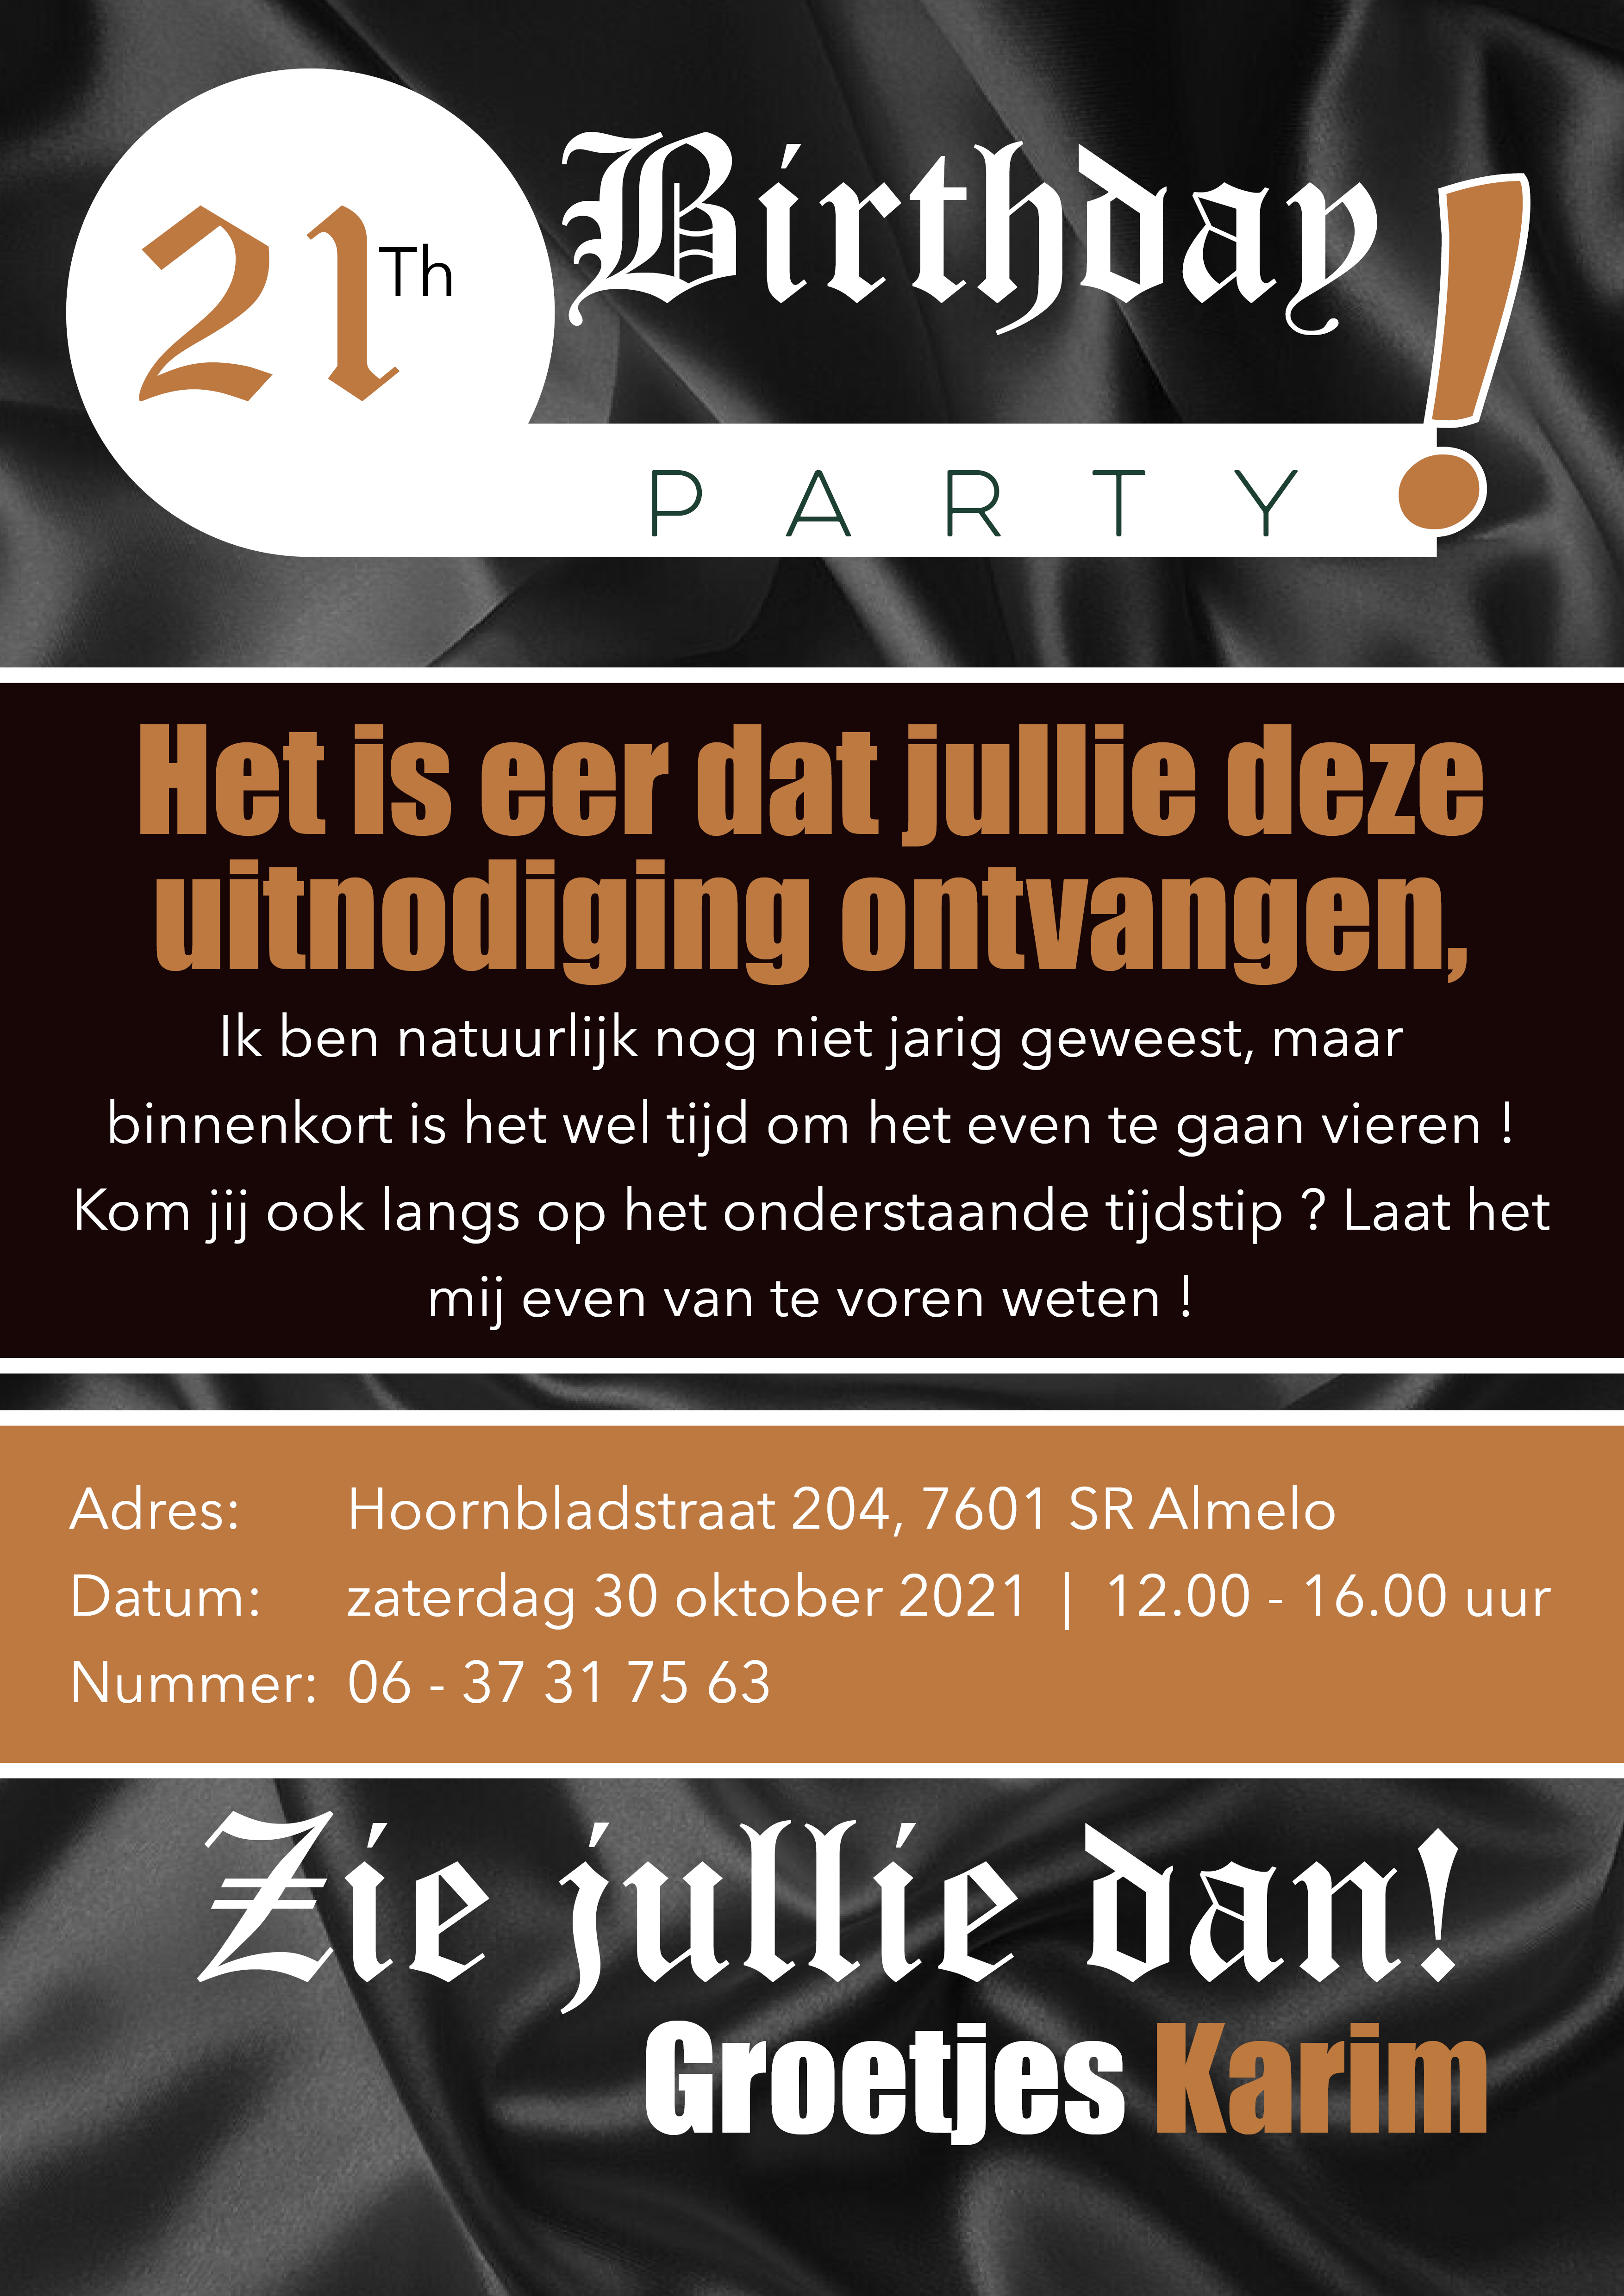 21Th Birthday!
PARTY
Het is eer dat jullie deze
uitnodiging ontvangen,
Ik ben natuurlijk nog niet jarig geweest, maar
binnenkort is het wel tijd om het even te gaan vieren !
Kom jij ook langs op het onderstaande tijdstip ? Laat het
mij even van te voren weten !
Adres: Hoornbladstraat 204, 7601 SR Almelo
Datum: zaterdag 30 oktober 2021 | 12.00 - 16.00 uur
Nummer: 06 - 37 31 75 63
Zie jullie dan!
Groetjes Karim